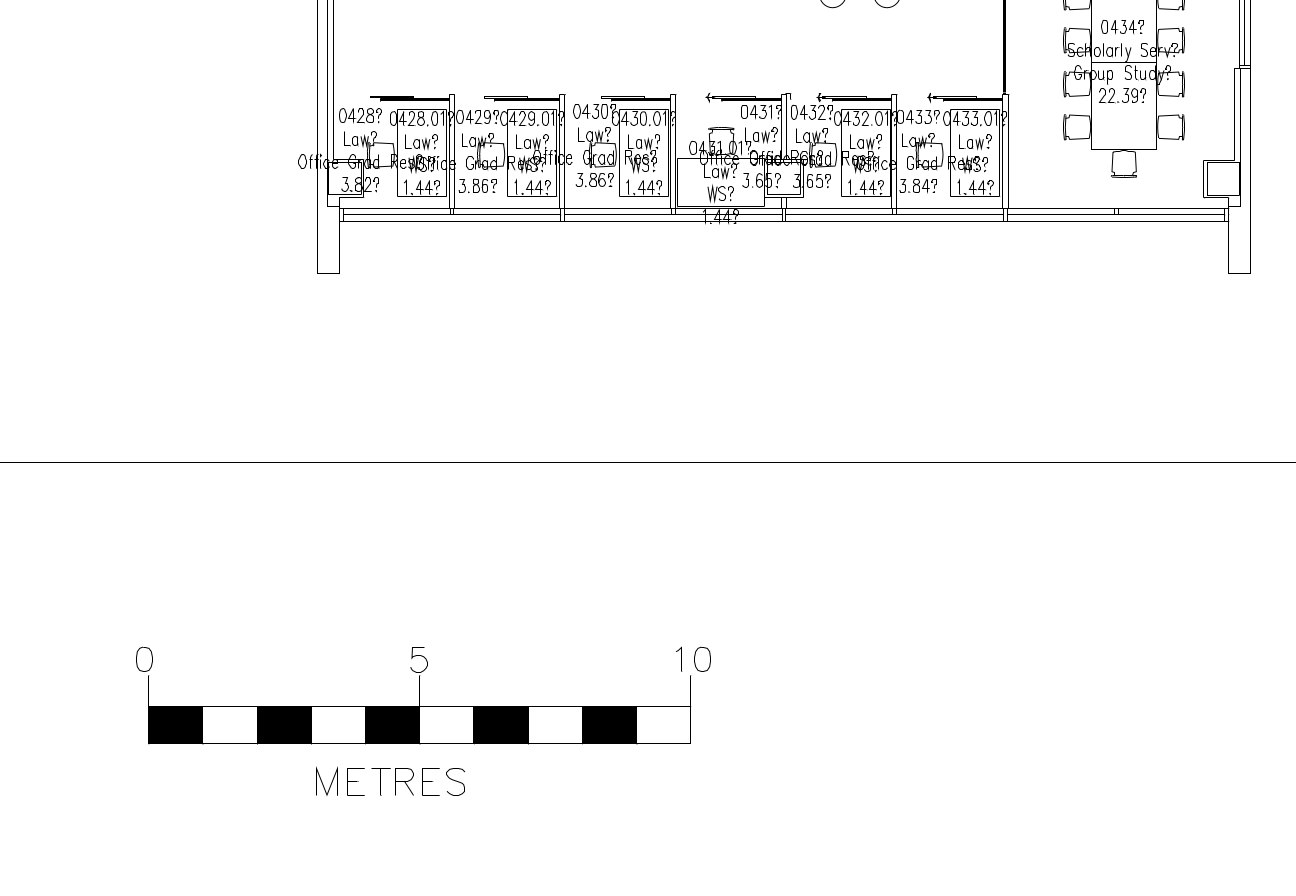 0434?
Scholarly Serv?
Group Study?
22.39?
0428?
Law?
Office Grad Res?
3.82?
0428.01?
Law?
WS?
1.44?
0429?
Law?
Office Grad Res?
3.86?
0429.01?
Law?
WS?
1.44?
0430?
Law?
Office Grad Res?
3.86?
0430.01?
Law?
WS?
1.44?
0431.01?
Law?
WS?
1.44?
0431?
Law?
Office Grad Res?
3.65?
0432?
Law?
Office Grad Res?
3.65?
0432.01?
Law?
WS?
1.44?
0433?
Law?
Office Grad Res?
3.84?
0433.01?
Law?
WS?
1.44?
0 5 10
METRES